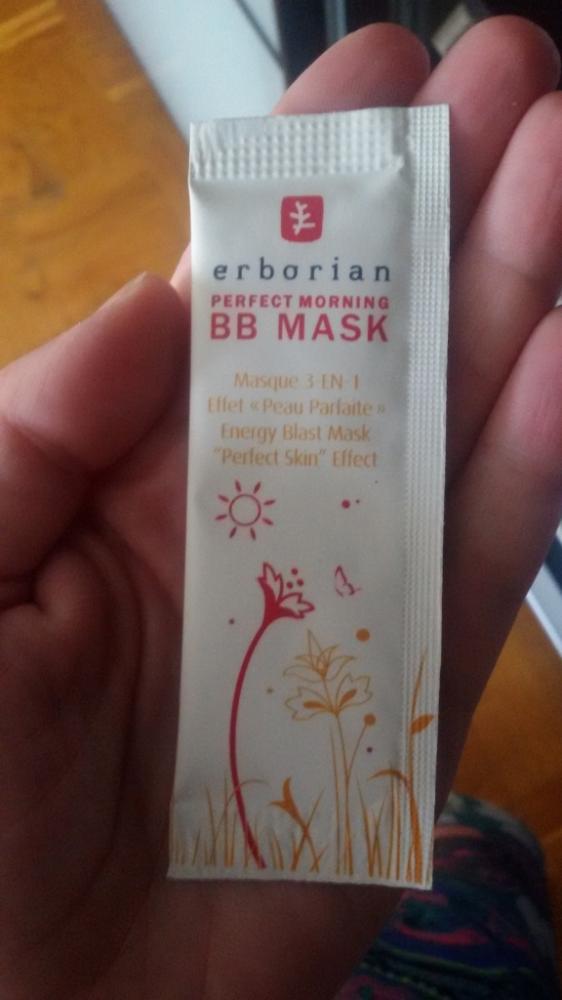 erborian
PERFECT MORNING
BB MASK
Masque 3-EN-1
Effet «Peau Parfaite»
Energy Blast Mask
"Perfect Skin" Effect